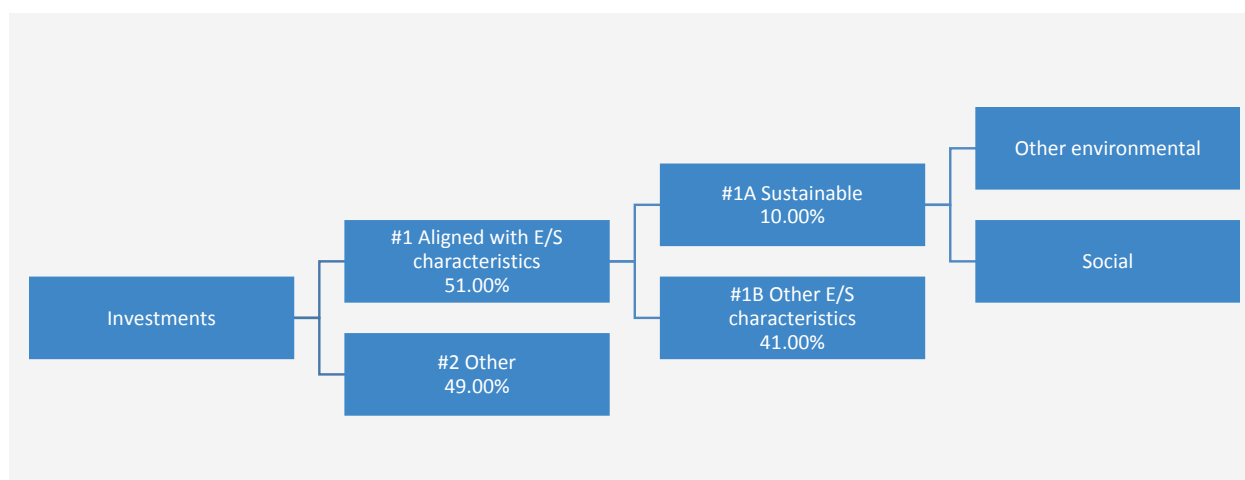 Investments
#1 Aligned with E/S
characteristics
51.00%
#2 Other
49.00%
#1A Sustainable
10.00%
#1B Other E/S
characteristics
41.00%
Other environmental
Social